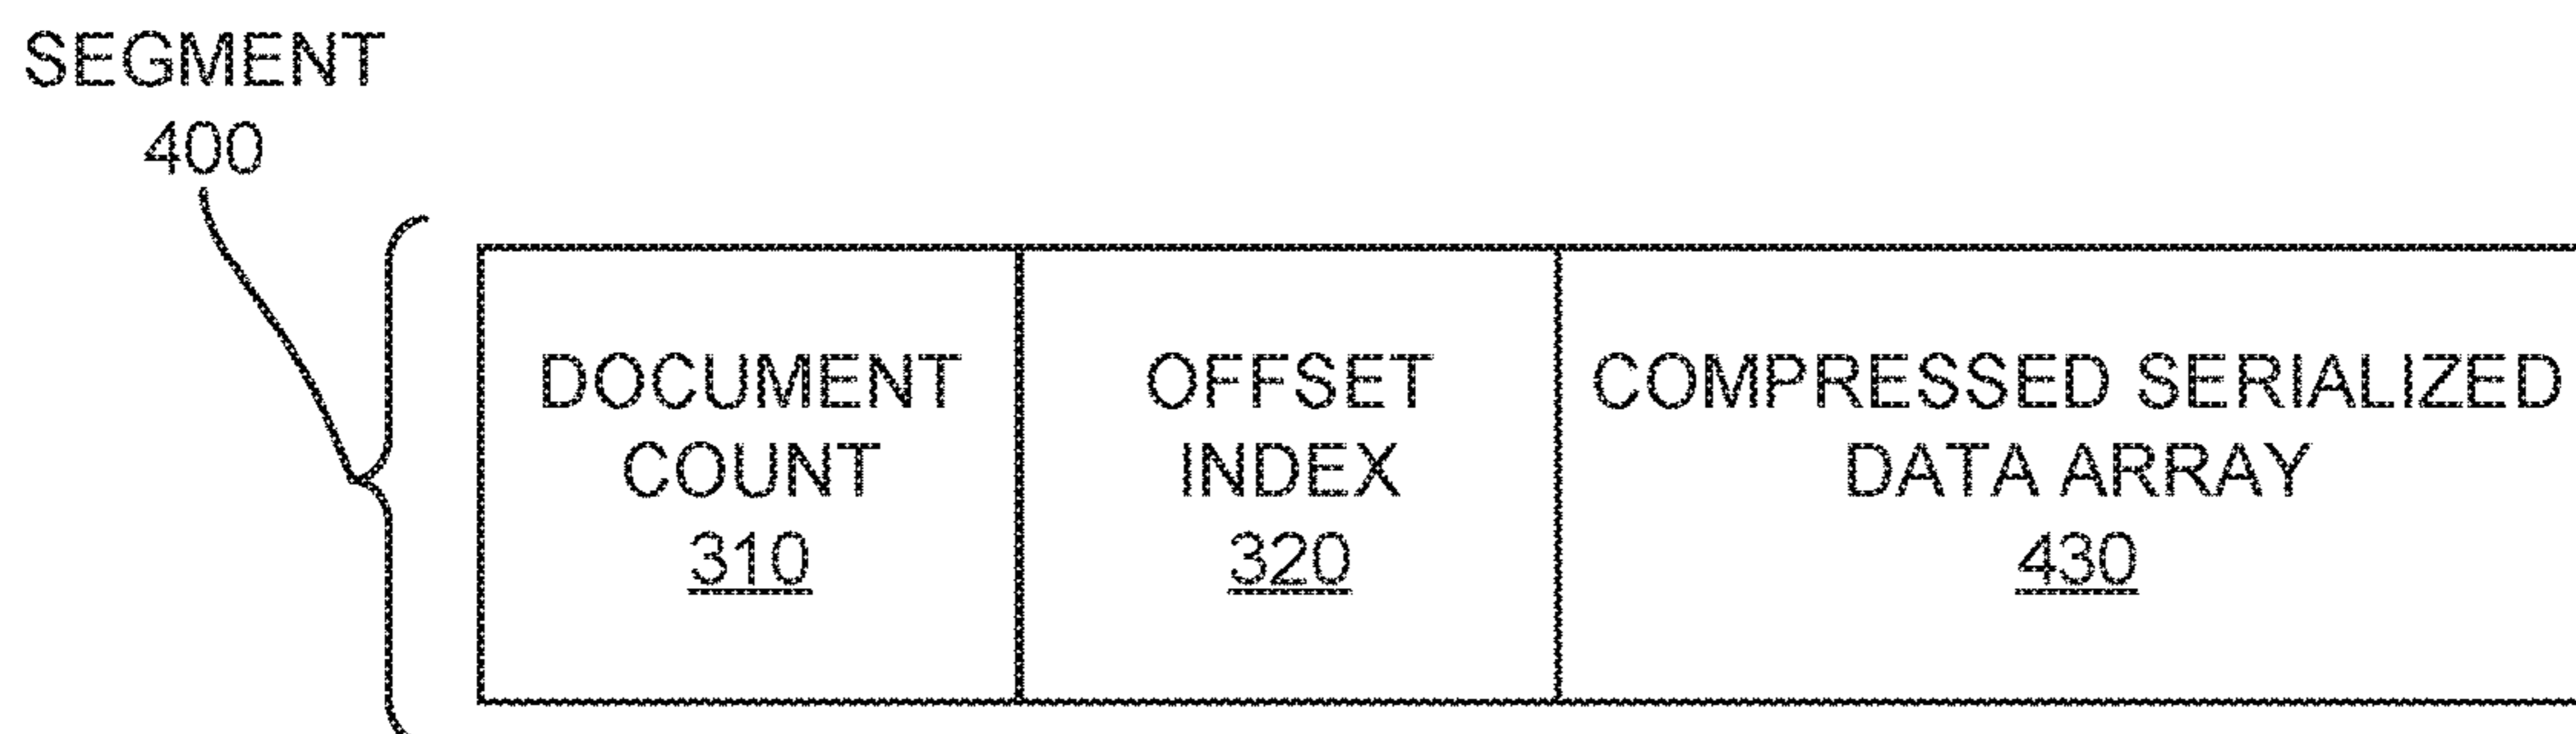 SEGMENT
400
DOCUMENT
COUNT
310
OFFSET
INDEX
320
COMPRESSED SERIALIZED
DATA ARRAY
430